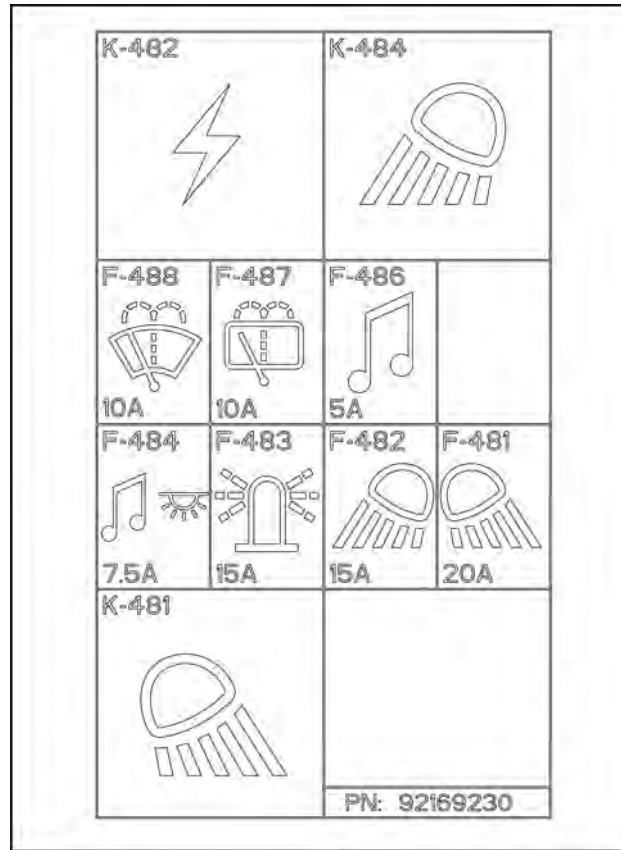 K-482 K-484
F-488 F-487 F-486
10A 10A 5A
F-484 F-483 F-482 F-481
7.5A 15A 15A 20A
K-481
PN: 92169230